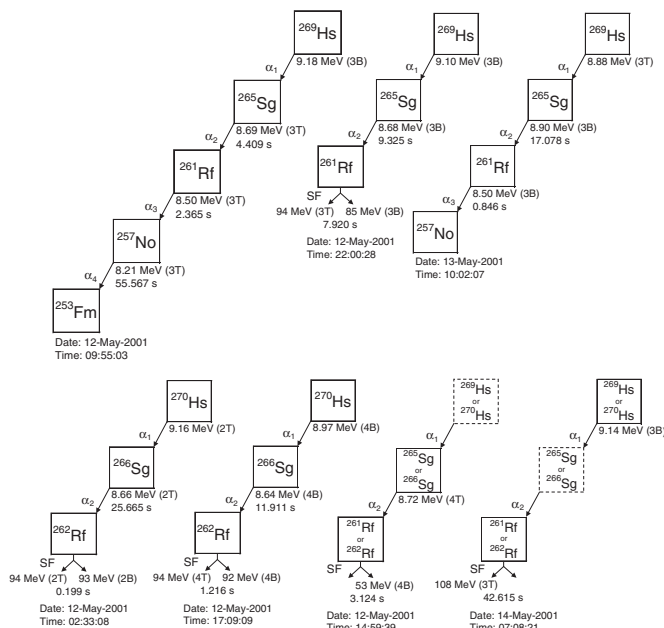 269Hs
9.18 MeV (3B)
α1
265Sg
8.69 MeV (3T)
4.409 s
α2
261Rf
8.50 MeV (3T)
2.365 s
α3
257No
8.21 MeV (3T)
55.567 s
α4
253Fm
Date: 12-May-2001
Time: 09:55:03
269Hs
9.10 MeV (3B)
α1
265Sg
8.68 MeV (3B)
9.325 s
α2
261Rf
SF
94 MeV (3T) 85 MeV (3B)
7.920 s
Date: 12-May-2001
Time: 22:00:28
269Hs
8.88 MeV (3T)
α1
265Sg
8.90 MeV (3B)
17.078 s
α2
261Rf
8.50 MeV (3B)
0.846 s
α3
257No
Date: 13-May-2001
Time: 10:02:07
270Hs
9.16 MeV (2T)
α1
266Sg
8.66 MeV (2T)
25.665 s
α2
262Rf
SF
94 MeV (2T) 93 MeV (2B)
0.199 s
Date: 12-May-2001
Time: 02:33:08
270Hs
8.97 MeV (4B)
α1
266Sg
8.64 MeV (4B)
11.911 s
α2
262Rf
SF
94 MeV (4T) 92 MeV (4B)
1.216 s
Date: 12-May-2001
Time: 17:09:09
269Hs
or
270Hs
α1
265Sg
or
266Sg
8.72 MeV (4T)
α2
261Rf
or
262Rf
SF
53 MeV (4B)
3.124 s
Date: 12-May-2001
Time: 14:59:39
269Hs
or
270Hs
9.14 MeV (3B)
α1
265Sg
or
266Sg
α2
261Rf
or
262Rf
SF
108 MeV (3T)
42.615 s
Date: 14-May-2001
Time: 07:08:21